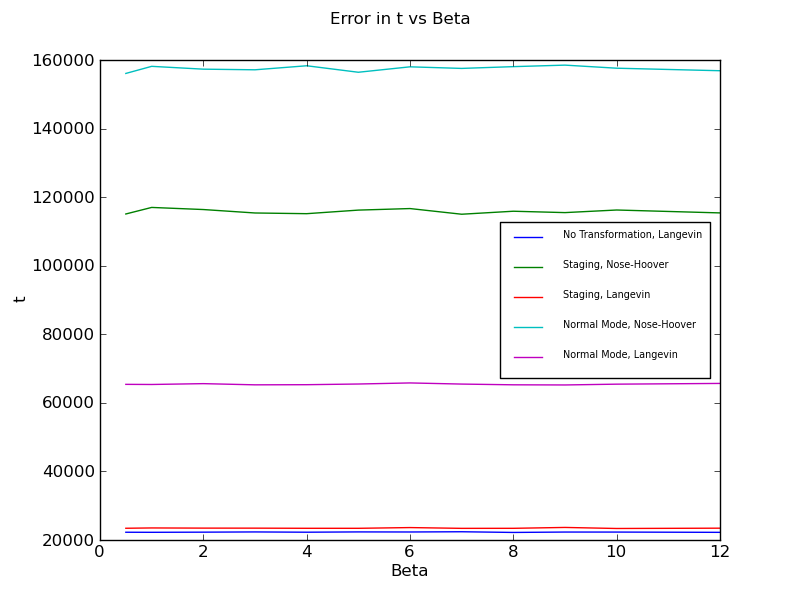 Error in t vs Beta
160000
140000
120000
100000
80000
60000
40000
20000
t
No Transformation, Langevin
Staging, Nose-Hoover
Staging, Langevin
Normal Mode, Nose-Hoover
Normal Mode, Langevin
0 2 4 6 8 10 12
Beta